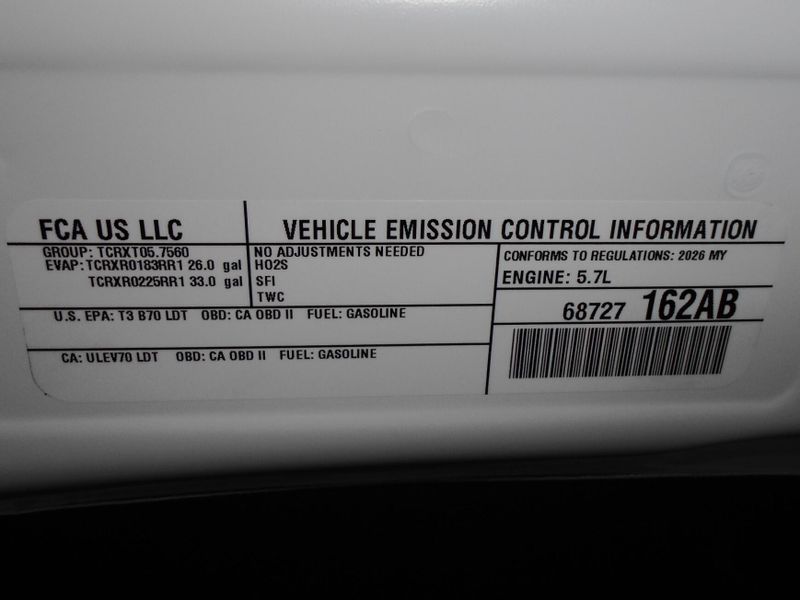 FCA US LLC
VEHICLE EMISSION CONTROL INFORMATION
GROUP: TCRXT05.7560
EVAP: TCRXR0183RR1 26.0 gal
TCRXR0225RR1 33.0 gal
NO ADJUSTMENTS NEEDED
HO2S
SFI
TWC
CONFORMS TO REGULATIONS: 2026 MY
ENGINE: 5.7L
U.S. EPA: T3 B70 LDT OBD: CA OBD II FUEL: GASOLINE
68727 162AB
CA: ULEV70 LDT OBD: CA OBD II FUEL: GASOLINE